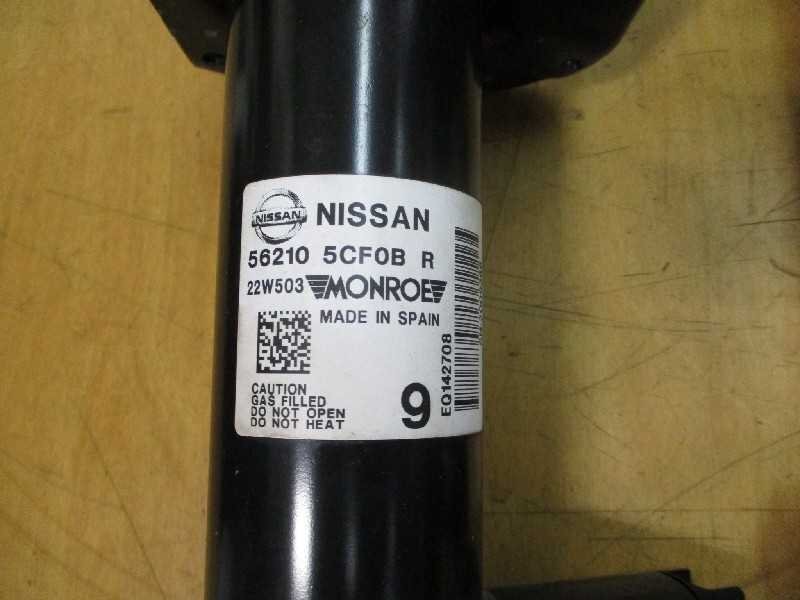 NISSAN NISSAN
56210 5CF0B R
22W503 MONROE
MADE IN SPAIN
CAUTION
GAS FILLED
DO NOT OPEN
DO NOT HEAT
9
EQ142708